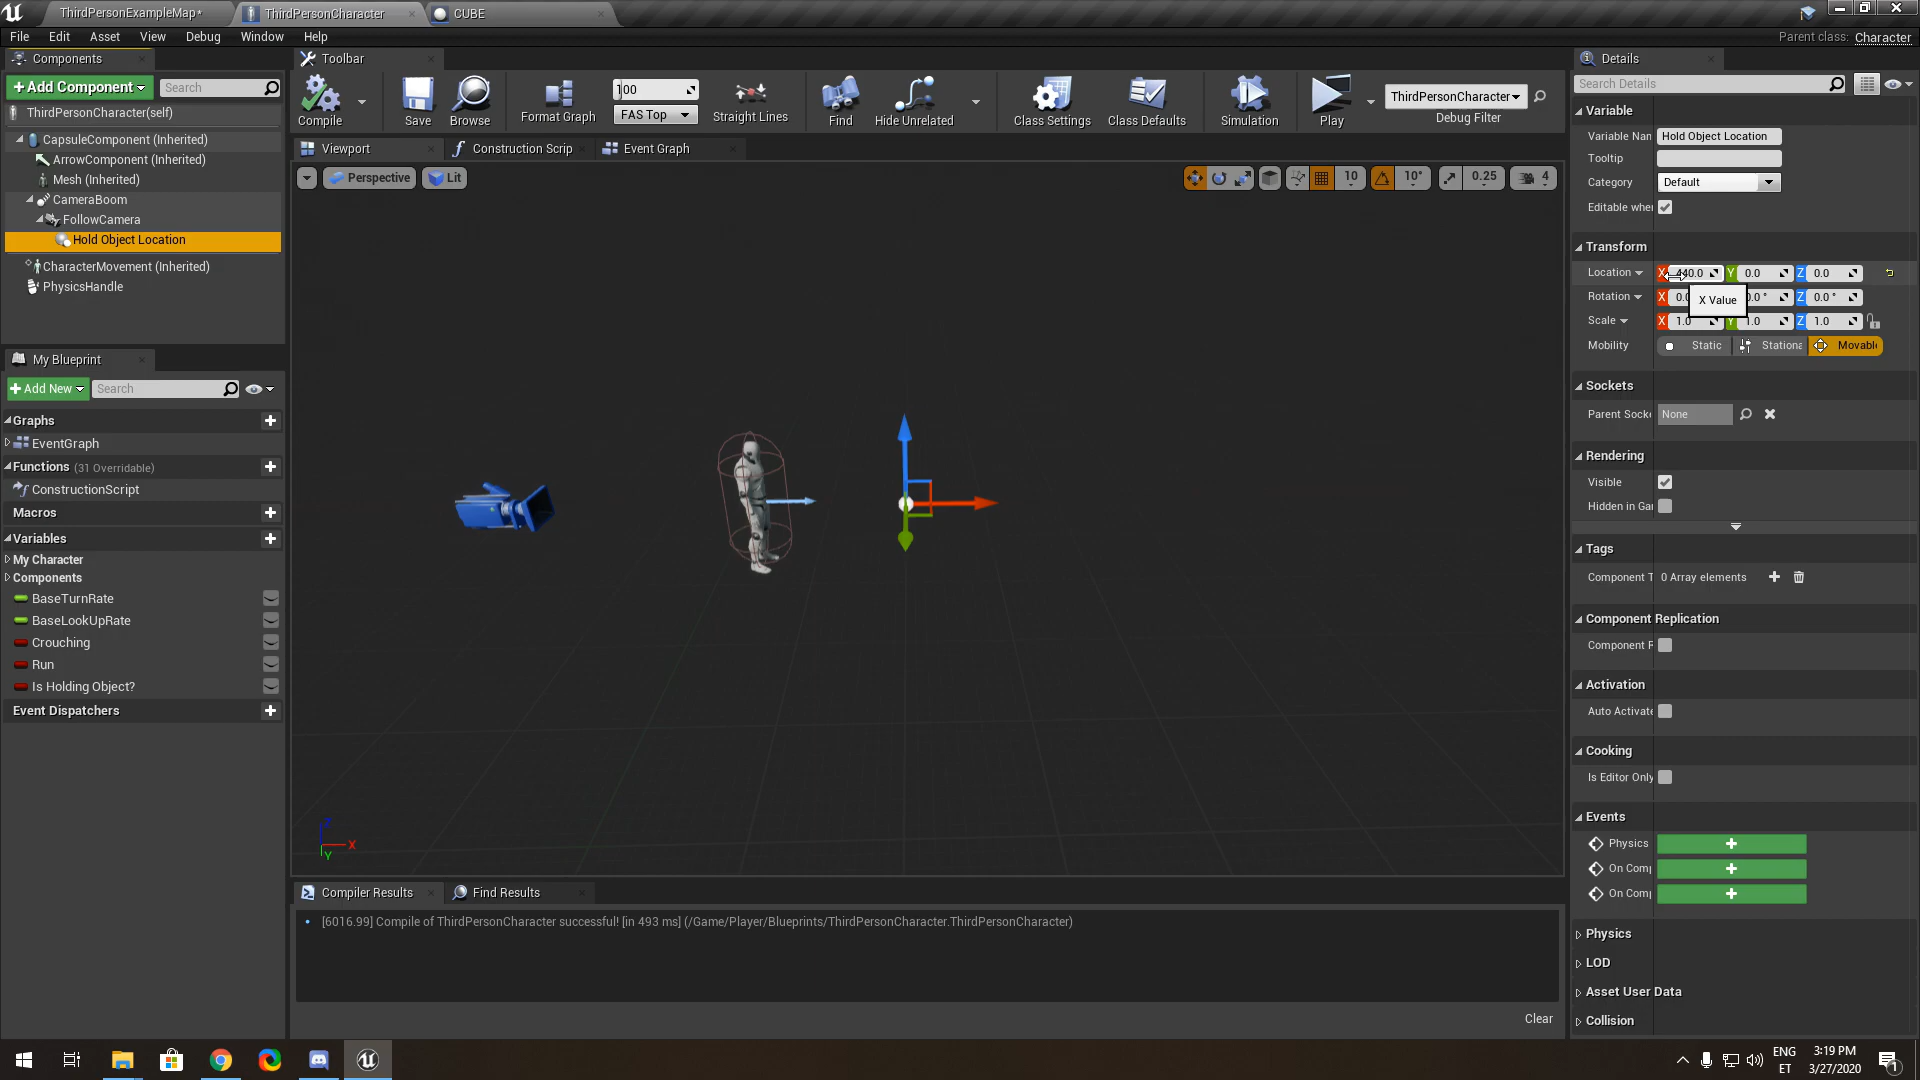 ThirdPersonExampleMap*
ThirdPersonCharacter
CUBE
File Edit Asset View Debug Window Help
Parent class: Character
Components
Toolbar
Details
Add Component
Search
Search Details
ThirdPersonCharacter(self)
CapsuleComponent (Inherited)
ArrowComponent (Inherited)
Mesh (Inherited)
CameraBoom
FollowCamera
Hold Object Location
CharacterMovement (Inherited)
PhysicsHandle
Compile
Save
Browse
Format Graph
100
FAS Top
Straight Lines
Find
Hide Unrelated
Class Settings
Class Defaults
Simulation
Play
ThirdPersonCharacter
Debug Filter
Viewport
Construction Scrip
Event Graph
Perspective
Lit
10
10°
0.25
4
Z
X
Y
My Blueprint
Add New
Search
Graphs
EventGraph
Functions (31 Overridable)
ConstructionScript
Macros
Variables
My Character
Components
BaseTurnRate
BaseLookUpRate
Crouching
Run
Is Holding Object?
Event Dispatchers
Compiler Results
Find Results
[6016.99] Compile of ThirdPersonCharacter successful! [in 493 ms] (/Game/Player/Blueprints/ThirdPersonCharacter.ThirdPersonCharacter)
Clear
Variable
Variable Nan Hold Object Location
Tooltip
Category Default
Editable when
Transform
Location X Y 0.0 Z 0.0
Rotation X 0.0 0.0 ° Z 0.0 °
X Value
Scale X 1.0 Y 1.0 Z 1.0
Mobility Static Stationa Movabl
Sockets
Parent Socke None
Rendering
Visible
Hidden in Gar
Tags
Component T 0 Array elements
Component Replication
Component R
Activation
Auto Activate
Cooking
Is Editor Only
Events
Physics
On Comp
On Comp
Physics
LOD
Asset User Data
Collision
ENG
ET
3:19 PM
3/27/2020
1